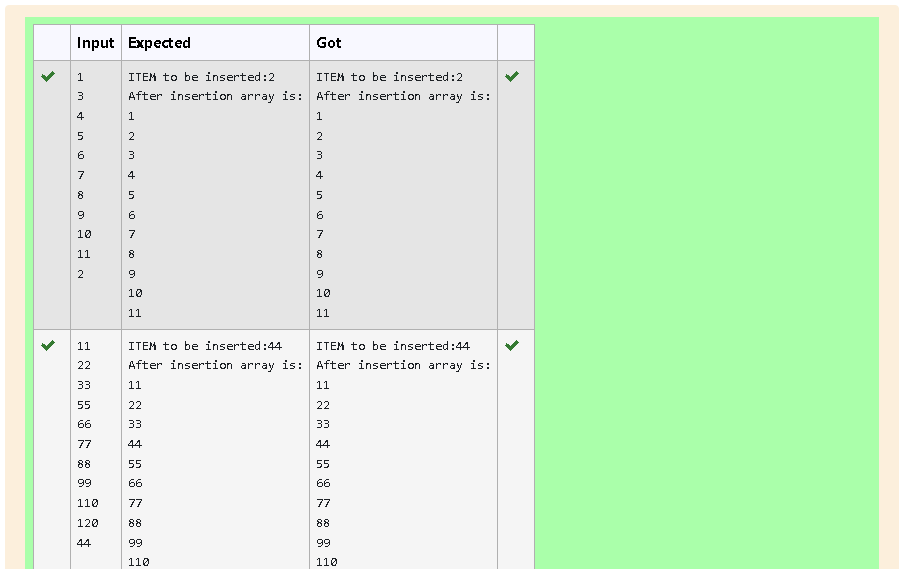 Input Expected Got
1 ITEM to be inserted:2 ITEM to be inserted:2
3 After insertion array is: After insertion array is:
4 1 1
5 2 2
6 3 3
7 4 4
8 5 5
9 6 6
10 7 7
11 8 8
2 9 9
10 10
11 11
11 ITEM to be inserted:44 ITEM to be inserted:44
22 After insertion array is: After insertion array is:
33 11 11
55 22 22
66 33 33
77 44 44
88 55 55
99 66 66
110 77 77
120 88 88
44 99 99
110 110